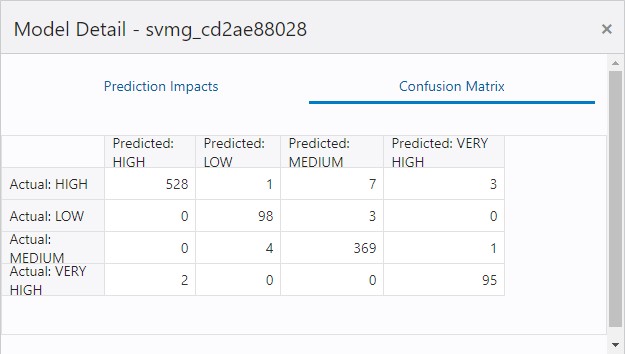 Model Detail - svmg_cd2ae88028 ×
Prediction Impacts Confusion Matrix
Predicted: Predicted: Predicted: Predicted: VERY
HIGH LOW MEDIUM HIGH
Actual: HIGH 528 1 7 3
Actual: LOW 0 98 3 0
Actual:
MEDIUM 0 4 369 1
Actual: VERY
HIGH 2 0 0 95